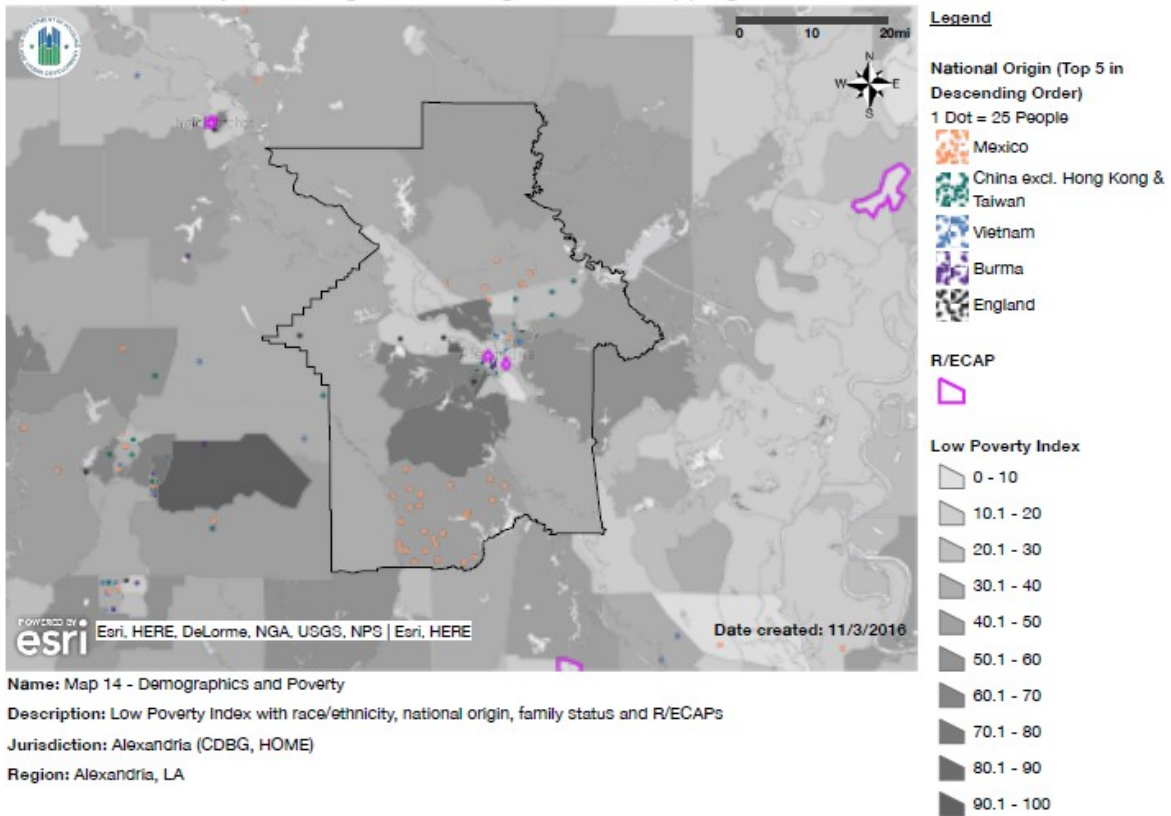 0 10 20mi
N
W E
S
Esri, HERE, DeLorme, NGA, USGS, NPS | Esri, HERE
POWERED BY
esri
Date created: 11/3/2016
Name: Map 14 - Demographics and Poverty
Description: Low Poverty Index with race/ethnicity, national origin, family status and R/ECAPs
Jurisdiction: Alexandria (CDBG, HOME)
Region: Alexandria, LA
Legend
National Origin (Top 5 in
Descending Order)
1 Dot = 25 People
Mexico
China excl. Hong Kong &
Taiwan
Vietnam
Burma
England
R/ECAP
Low Poverty Index
0 - 10
10.1 - 20
20.1 - 30
30.1 - 40
40.1 - 50
50.1 - 60
60.1 - 70
70.1 - 80
80.1 - 90
90.1 - 100